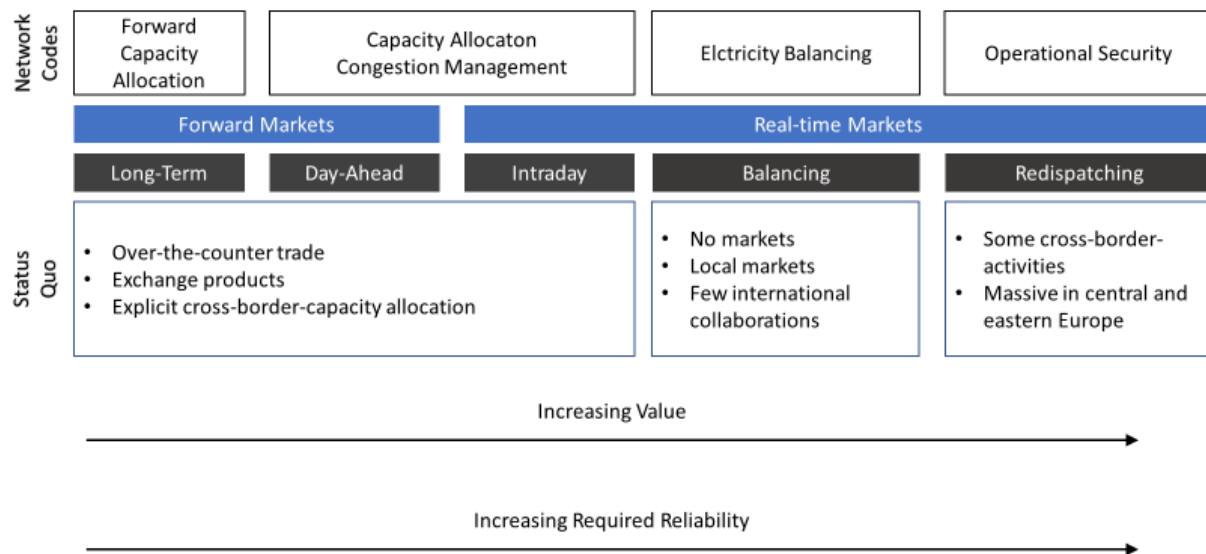 Network
Codes
Forward
Capacity
Allocation
Capacity Allocaton
Congestion Management
Elctricity Balancing
Operational Security
Forward Markets
Real-time Markets
Long-Term
Day-Ahead
Intraday
Balancing
Redispatching
Status
Quo
• Over-the-counter trade
• Exchange products
• Explicit cross-border-capacity allocation
• No markets
• Local markets
• Few international
collaborations
• Some cross-border-
activities
• Massive in central and
eastern Europe
Increasing Value
Increasing Required Reliability